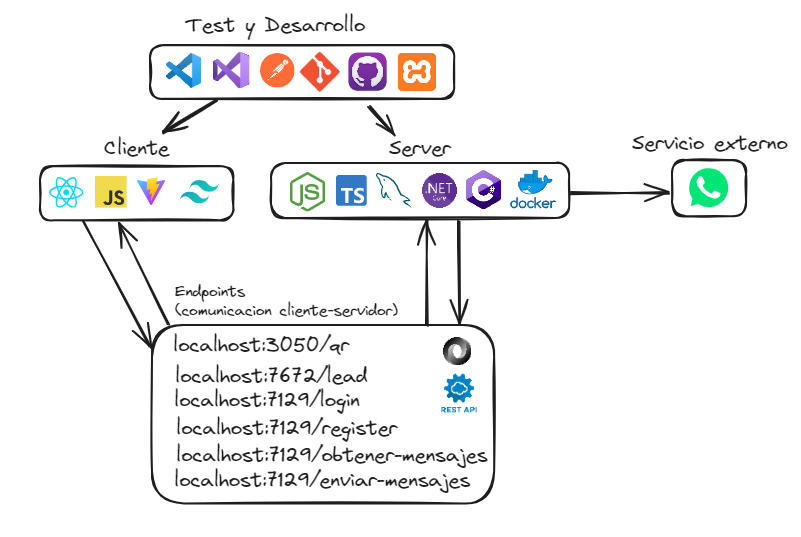 Test y Desarrollo
Cliente
Server
Servicio externo
JS
JS
TS
.NET
Core
C#
docker
Endpoints
(comunicacion cliente-servidor)
localhost:3050/qr
localhost:7672/lead
localhost:7129/login
REST API
localhost:7129/register
localhost:7129/obtener-mensajes
localhost:7129/enviar-mensajes